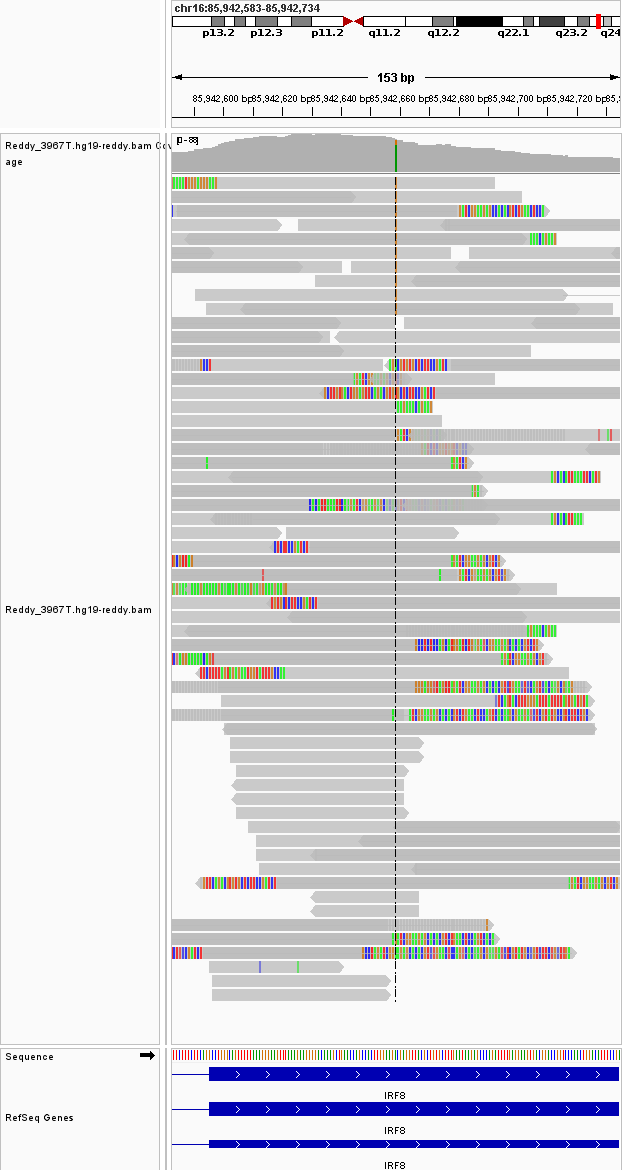 chr16:85,942,583-85,942,734
p13.2 p12.3 p11.2 q11.2 q12.2 q22.1 q23.2 q24
153 bp
85,942,600 bp 85,942,620 bp 85,942,640 bp 85,942,660 bp 85,942,680 bp 85,942,700 bp 85,942,720 bp
Reddy_3967T.hg19-reddy.bam
age
Reddy_3967T.hg19-reddy.bam
Sequence
IRF8
RefSeq Genes
IRF8
IRF8